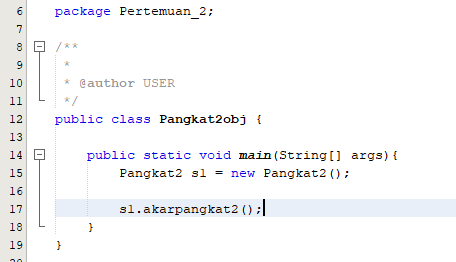 6 package Pertemuan_2;
7
8 /**
9 *
10 * @author USER
11 */
12 public class Pangkat2obj {
13
14 public static void main(String[] args){
15 Pangkat2 s1 = new Pangkat2();
16
17 s1.akarpangkat2();
18 }
19 }
20